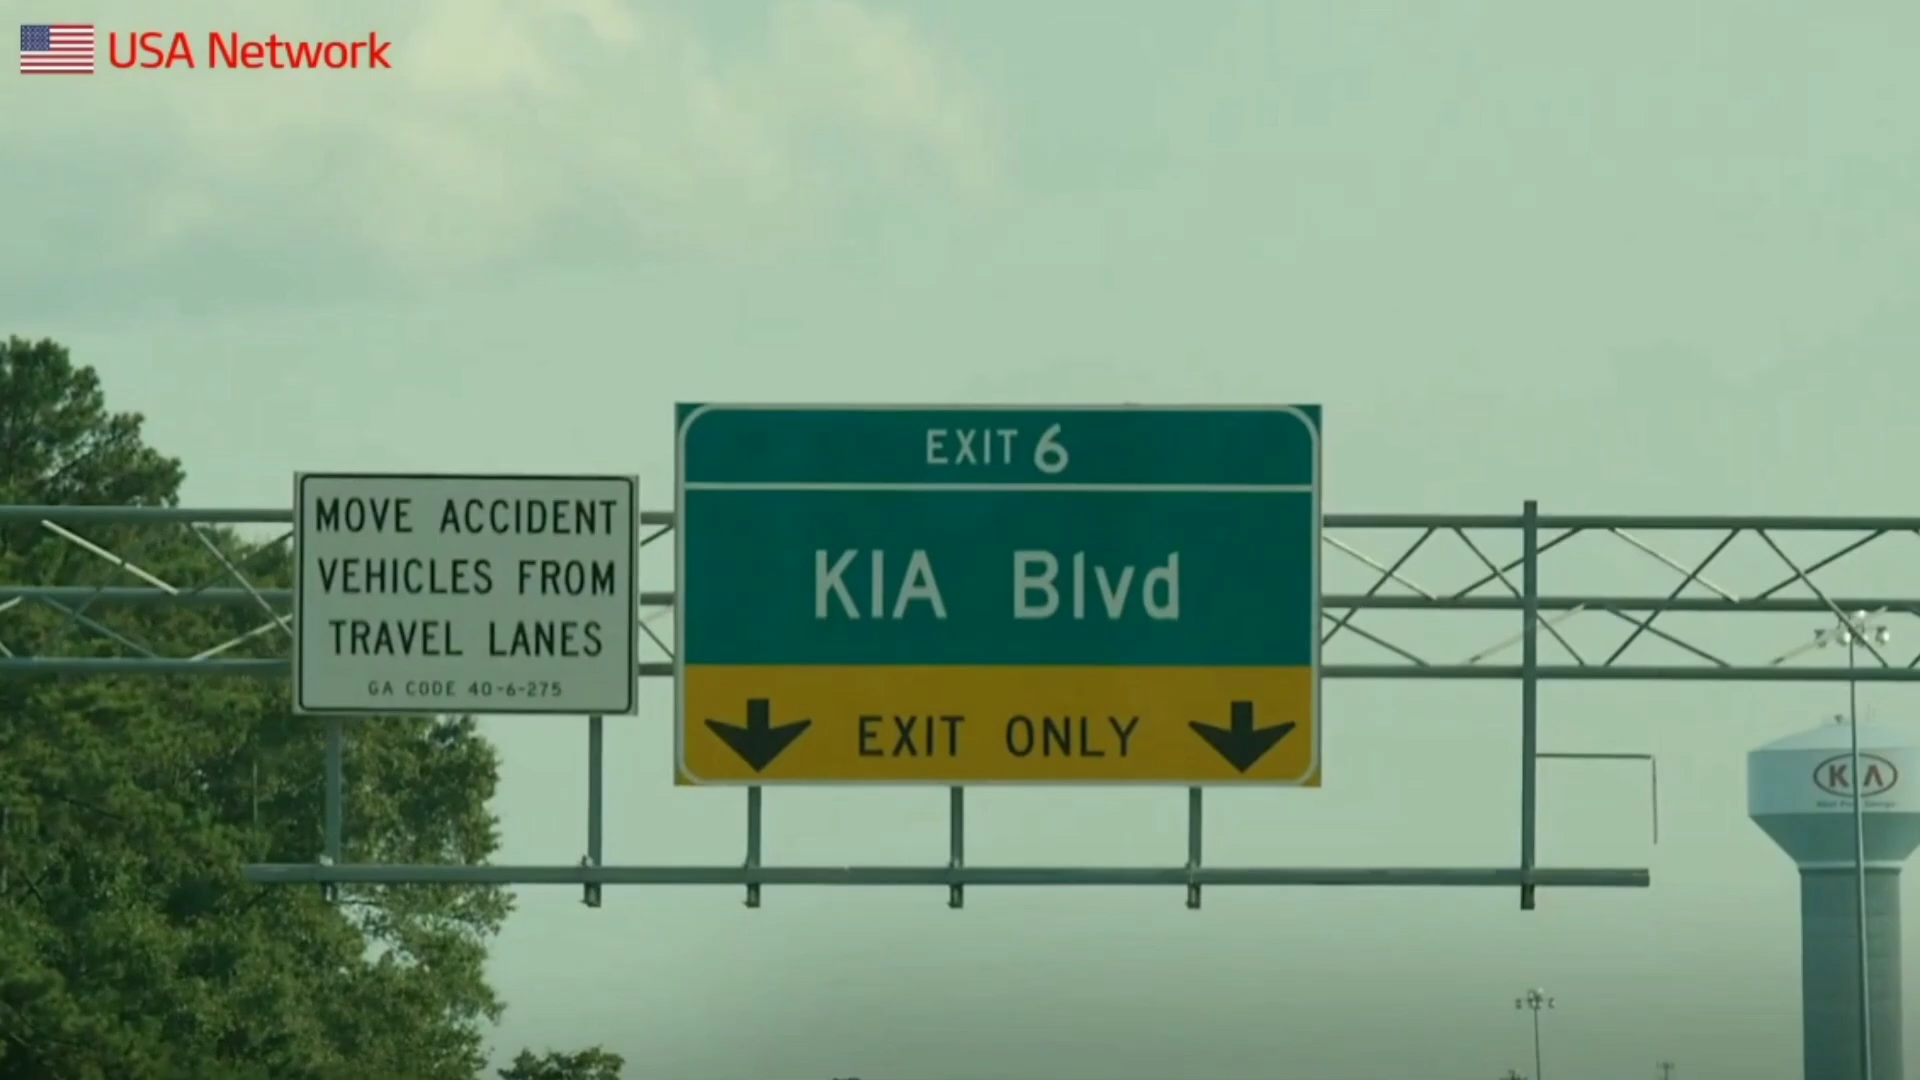 USA Network
EXIT 6
KIA Blvd
EXIT ONLY
MOVE ACCIDENT
VEHICLES FROM
TRAVEL LANES
GA CODE 40-6-275
KIA